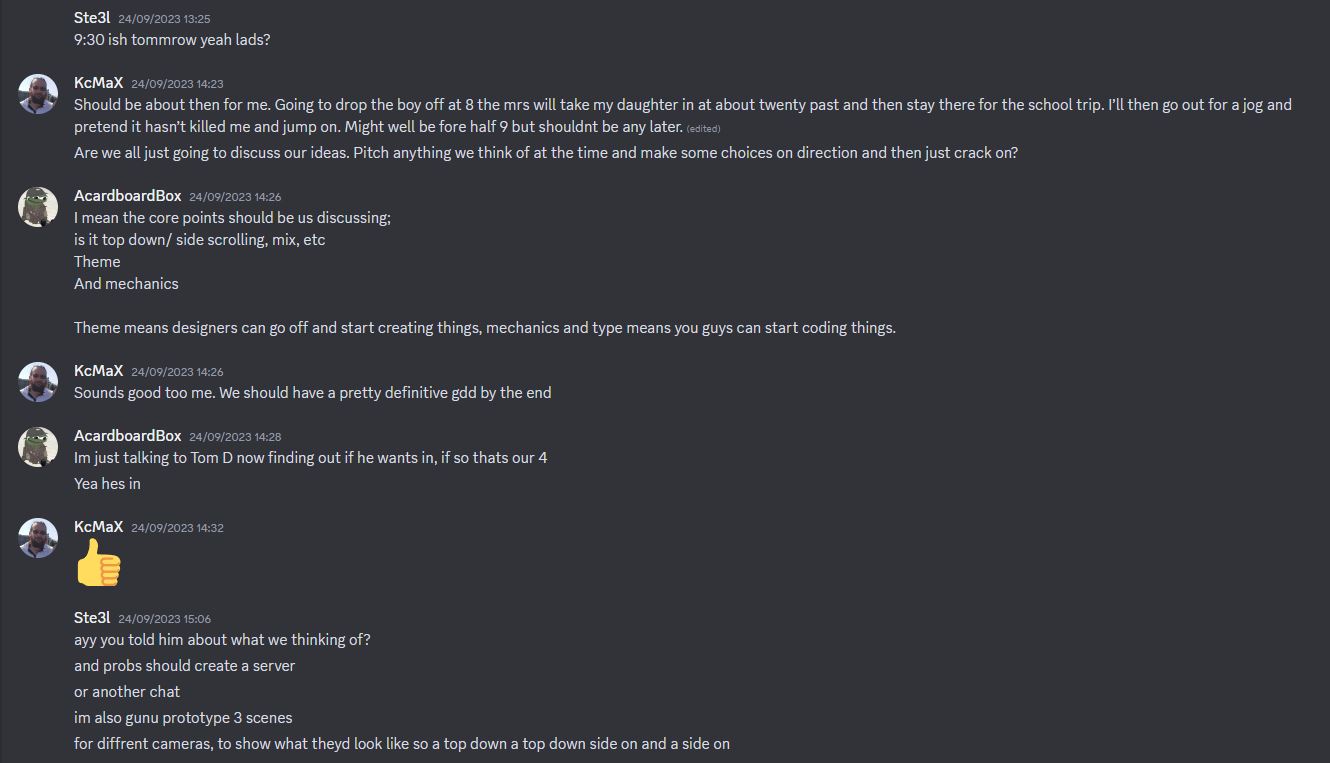 Ste3l 24/09/2023 13:25
9:30 ish tommrow yeah lads?
KcMaX 24/09/2023 14:23
Should be about then for me. Going to drop the boy off at 8 the mrs will take my daughter in at about twenty past and then stay there for the school trip. I'll then go out for a jog and
pretend it hasn't killed me and jump on. Might well be fore half 9 but shouldnt be any later. (edited)
Are we all just going to discuss our ideas. Pitch anything we think of at the time and make some choices on direction and then just crack on?
AcardboardBox 24/09/2023 14:26
I mean the core points should be us discussing;
is it top down/ side scrolling, mix, etc
Theme
And mechanics
Theme means designers can go off and start creating things, mechanics and type means you guys can start coding things.
KcMaX 24/09/2023 14:26
Sounds good too me. We should have a pretty definitive gdd by the end
AcardboardBox 24/09/2023 14:28
Im just talking to Tom D now finding out if he wants in, if so thats our 4
Yea hes in
KcMaX 24/09/2023 14:32
Ste3l 24/09/2023 15:06
ayy you told him about what we thinking of?
and probs should create a server
or another chat
im also gunu prototype 3 scenes
for diffrent cameras, to show what theyd look like so a top down a top down side on and a side on